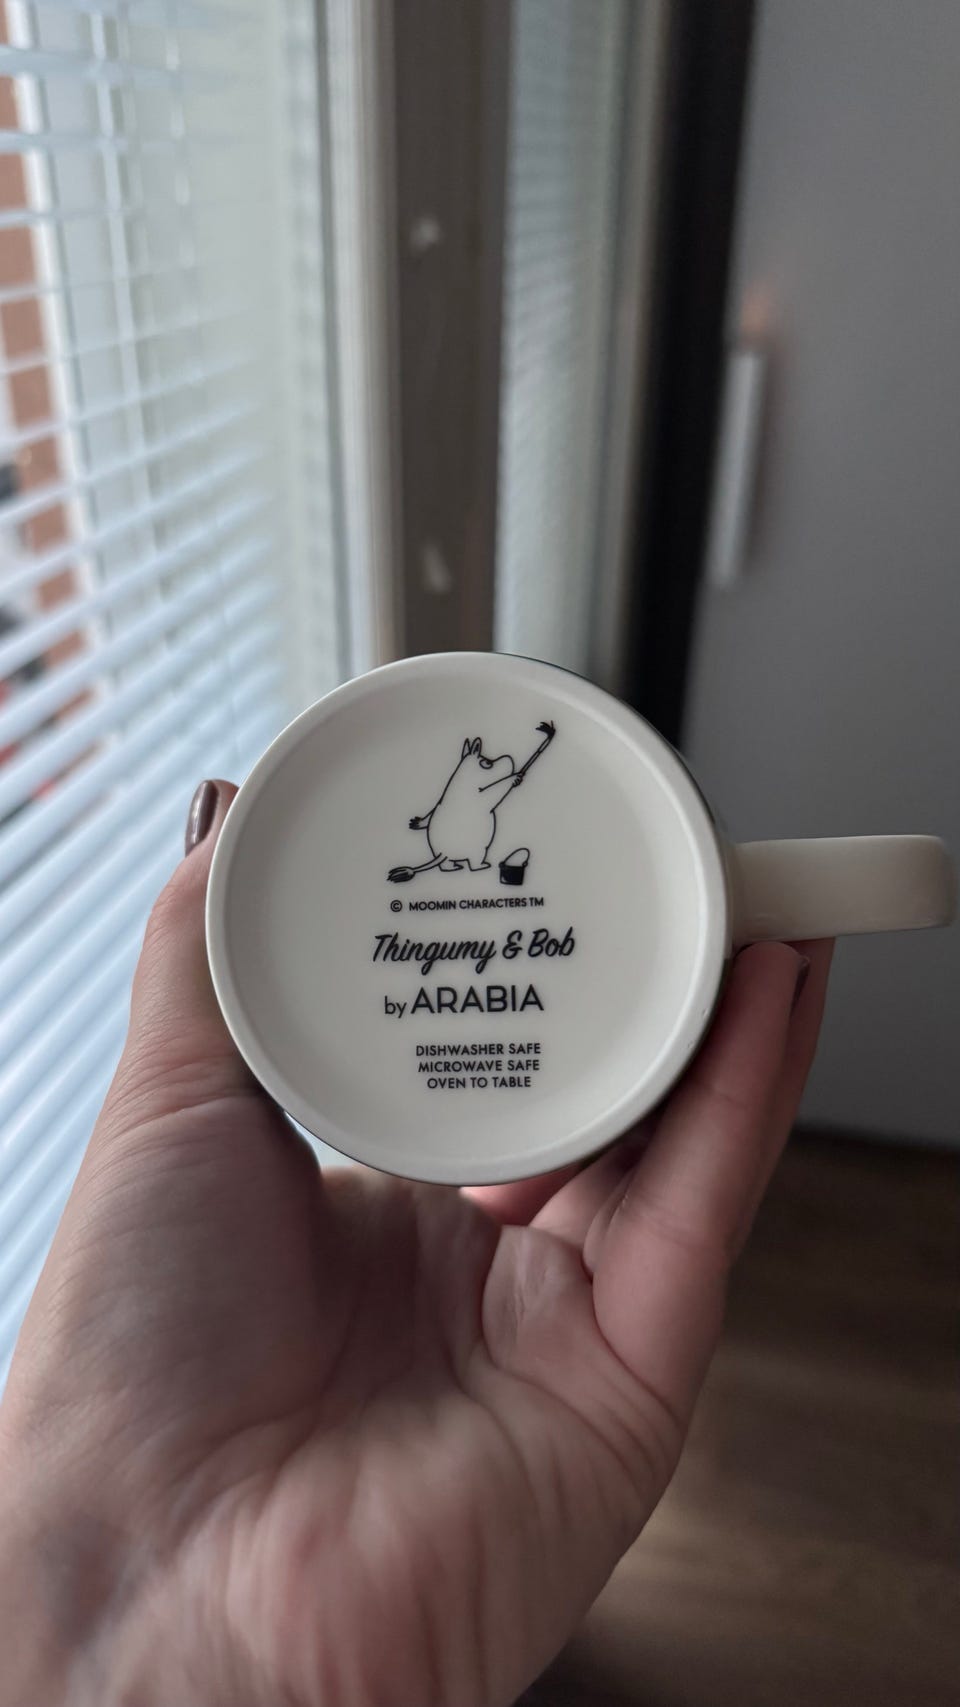 © MOOMIN CHARACTERS TM
Thingumy & Bob
by ARABIA
DISHWASHER SAFE
MICROWAVE SAFE
OVEN TO TABLE